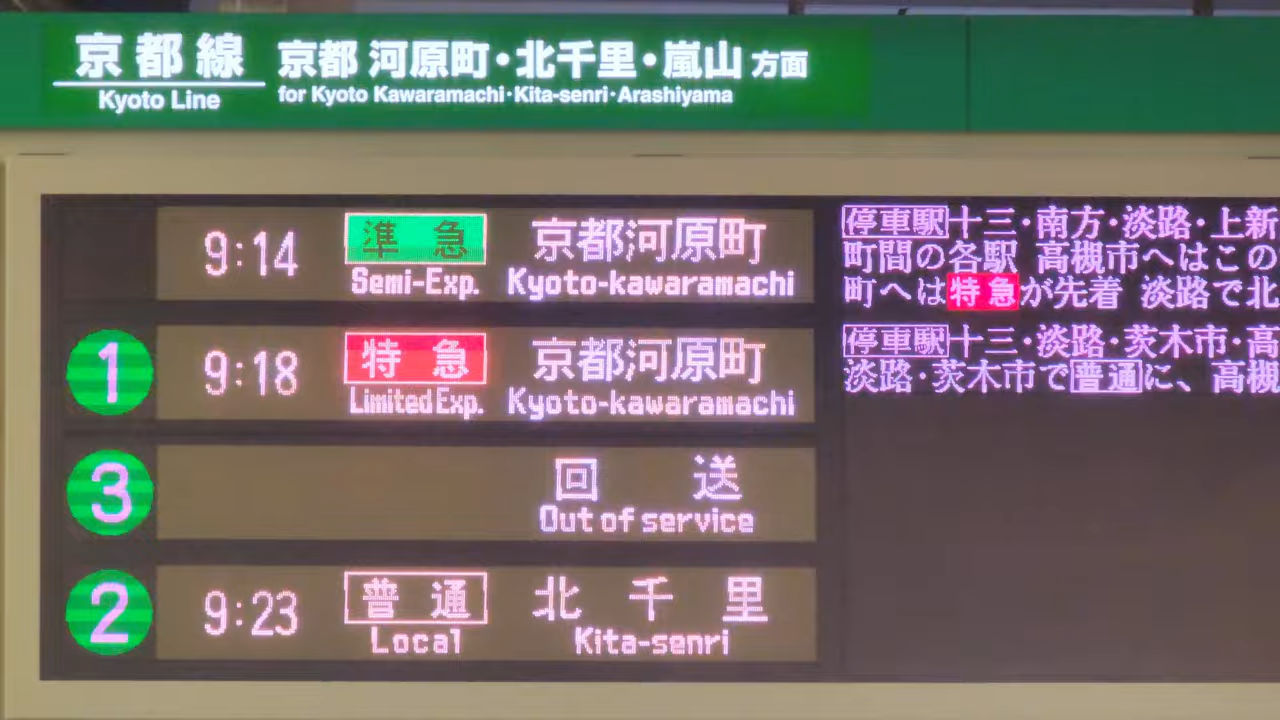 京都線 京都河原町・北千里・嵐山 方面
Kyoto Line for Kyoto Kawaramachi・Kita-senri・Arashiyama
9:14 準急 京都河原町
Semi-Exp. Kyoto-kawaramachi
停車駅 十三・南方・淡路・上新
町間の各駅 高槻市へはこの
町へは特急が先着 淡路で北
1 9:18 特急 京都河原町
Limited Exp. Kyoto-kawaramachi
停車駅 十三・淡路・茨木市・高
淡路・茨木市で普通に、高槻
3 回送
Out of service
2 9:23 普通 北千里
Local Kita-senri